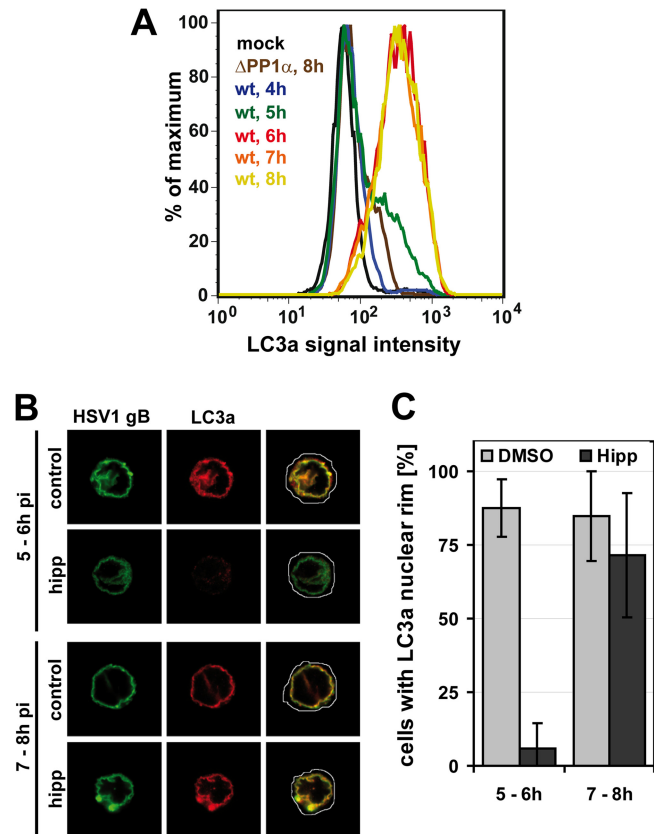 A
mock
ΔPP1α, 8h
wt, 4h
wt, 5h
wt, 6h
wt, 7h
wt, 8h
% of maximum
100
80
60
40
20
0
10⁰ 10¹ 10² 10³ 10⁴
LC3a signal intensity
B
HSV1 gB LC3a
5 - 6h pi
control
hipp
7 - 8h pi
control
hipp
C
DMSO Hipp
cells with LC3a nuclear rim [%]
100
75
50
25
0
5 - 6h 7 - 8h